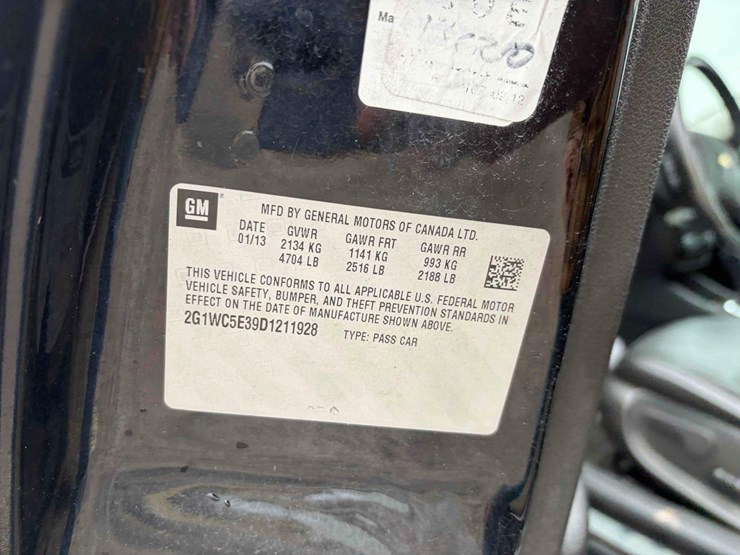 Ma
GM
MFD BY GENERAL MOTORS OF CANADA LTD.
DATE GVWR GAWR FRT GAWR RR
01/13 2134 KG 1141 KG 993 KG
4704 LB 2516 LB 2188 LB
THIS VEHICLE CONFORMS TO ALL APPLICABLE U.S. FEDERAL MOTOR
VEHICLE SAFETY, BUMPER, AND THEFT PREVENTION STANDARDS IN
EFFECT ON THE DATE OF MANUFACTURE SHOWN ABOVE.
2G1WC5E39D1211928 TYPE: PASS CAR